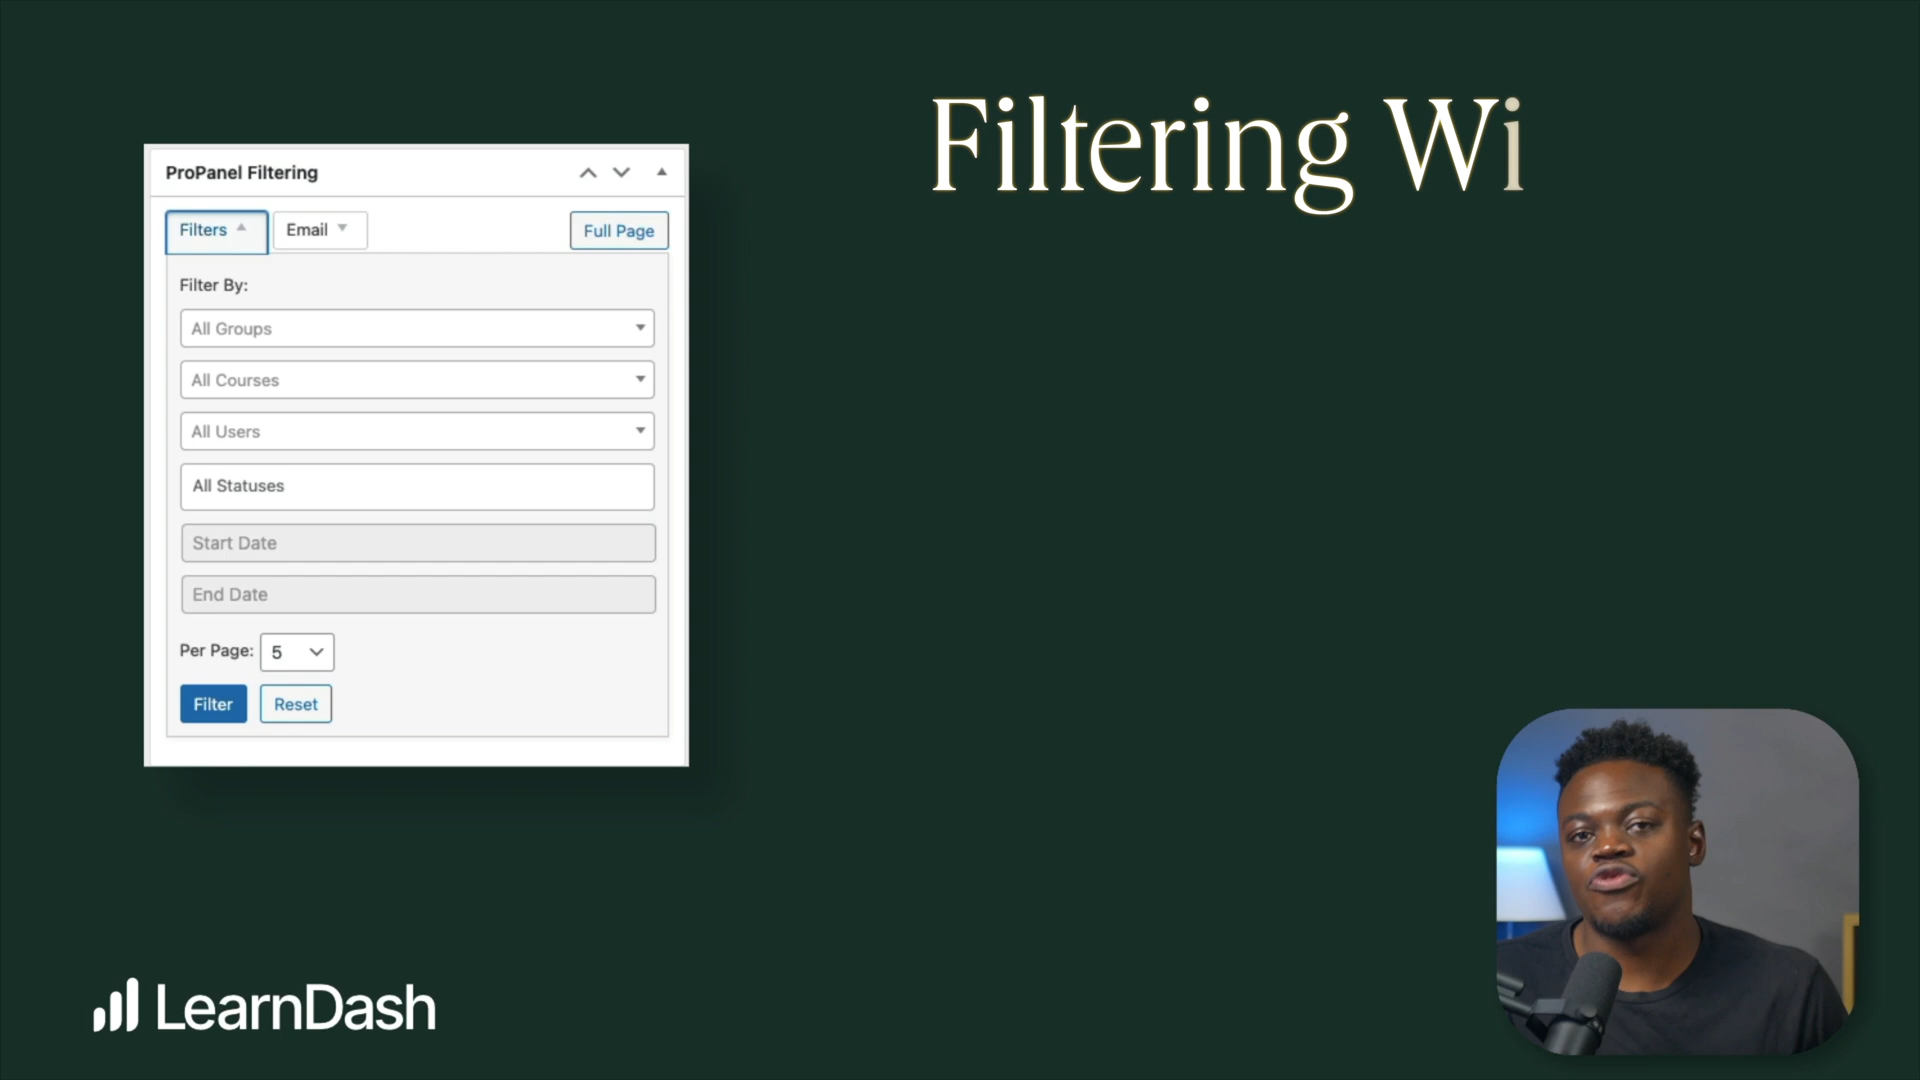 Filtering Wi
ProPanel Filtering
Filters
Email
Full Page
Filter By:
All Groups
All Courses
All Users
All Statuses
Start Date
End Date
Per Page: 5
Filter
Reset
LearnDash